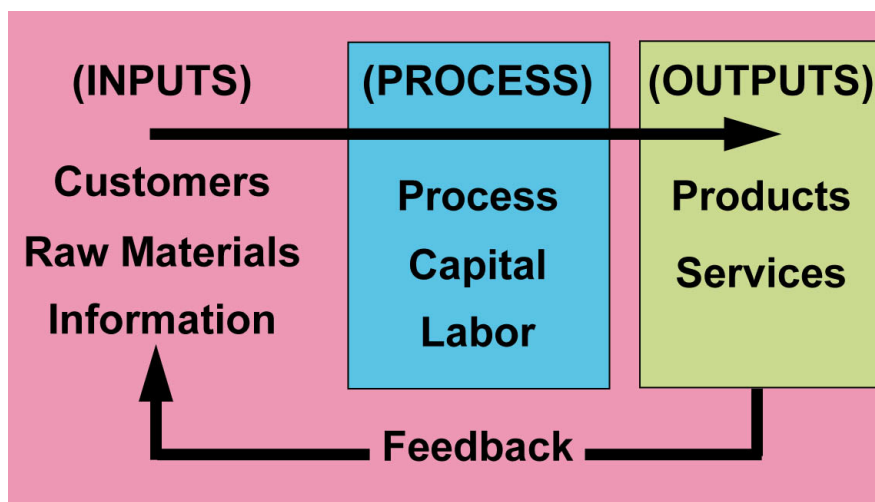 (INPUTS)
Customers
Raw Materials
Information
(PROCESS)
Process
Capital
Labor
(OUTPUTS)
Products
Services
Feedback